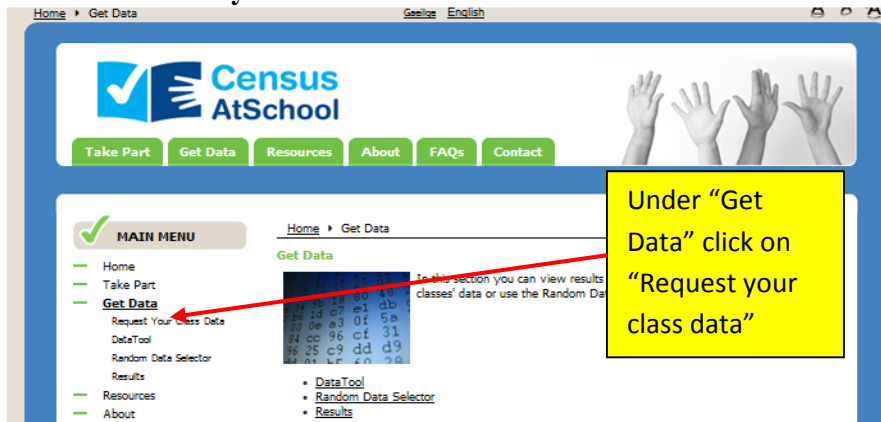 Home ▸ Get Data
Gaeilge English
Census
AtSchool
Take Part Get Data Resources About FAQs Contact
MAIN MENU
Home
Take Part
Get Data
Request Your Class Data
DataTool
Random Data Selector
Results
Resources
About
Home ▸ Get Data
Get Data
In this section you can view results
classes' data or use the Random Da
• DataTool
• Random Data Selector
• Results
Under “Get
Data” click on
“Request your
class data”